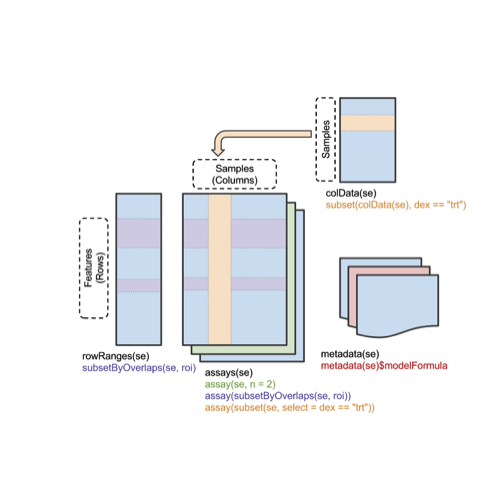 Samples
Samples
(Columns)
colData(se)
subset(colData(se), dex == "trt")
Features
(Rows)
rowRanges(se)
subsetByOverlaps(se, roi)
assays(se)
assay(se, n = 2)
assay(subsetByOverlaps(se, roi))
assay(subset(se, select = dex == "trt"))
metadata(se)
metadata(se)$modelFormula